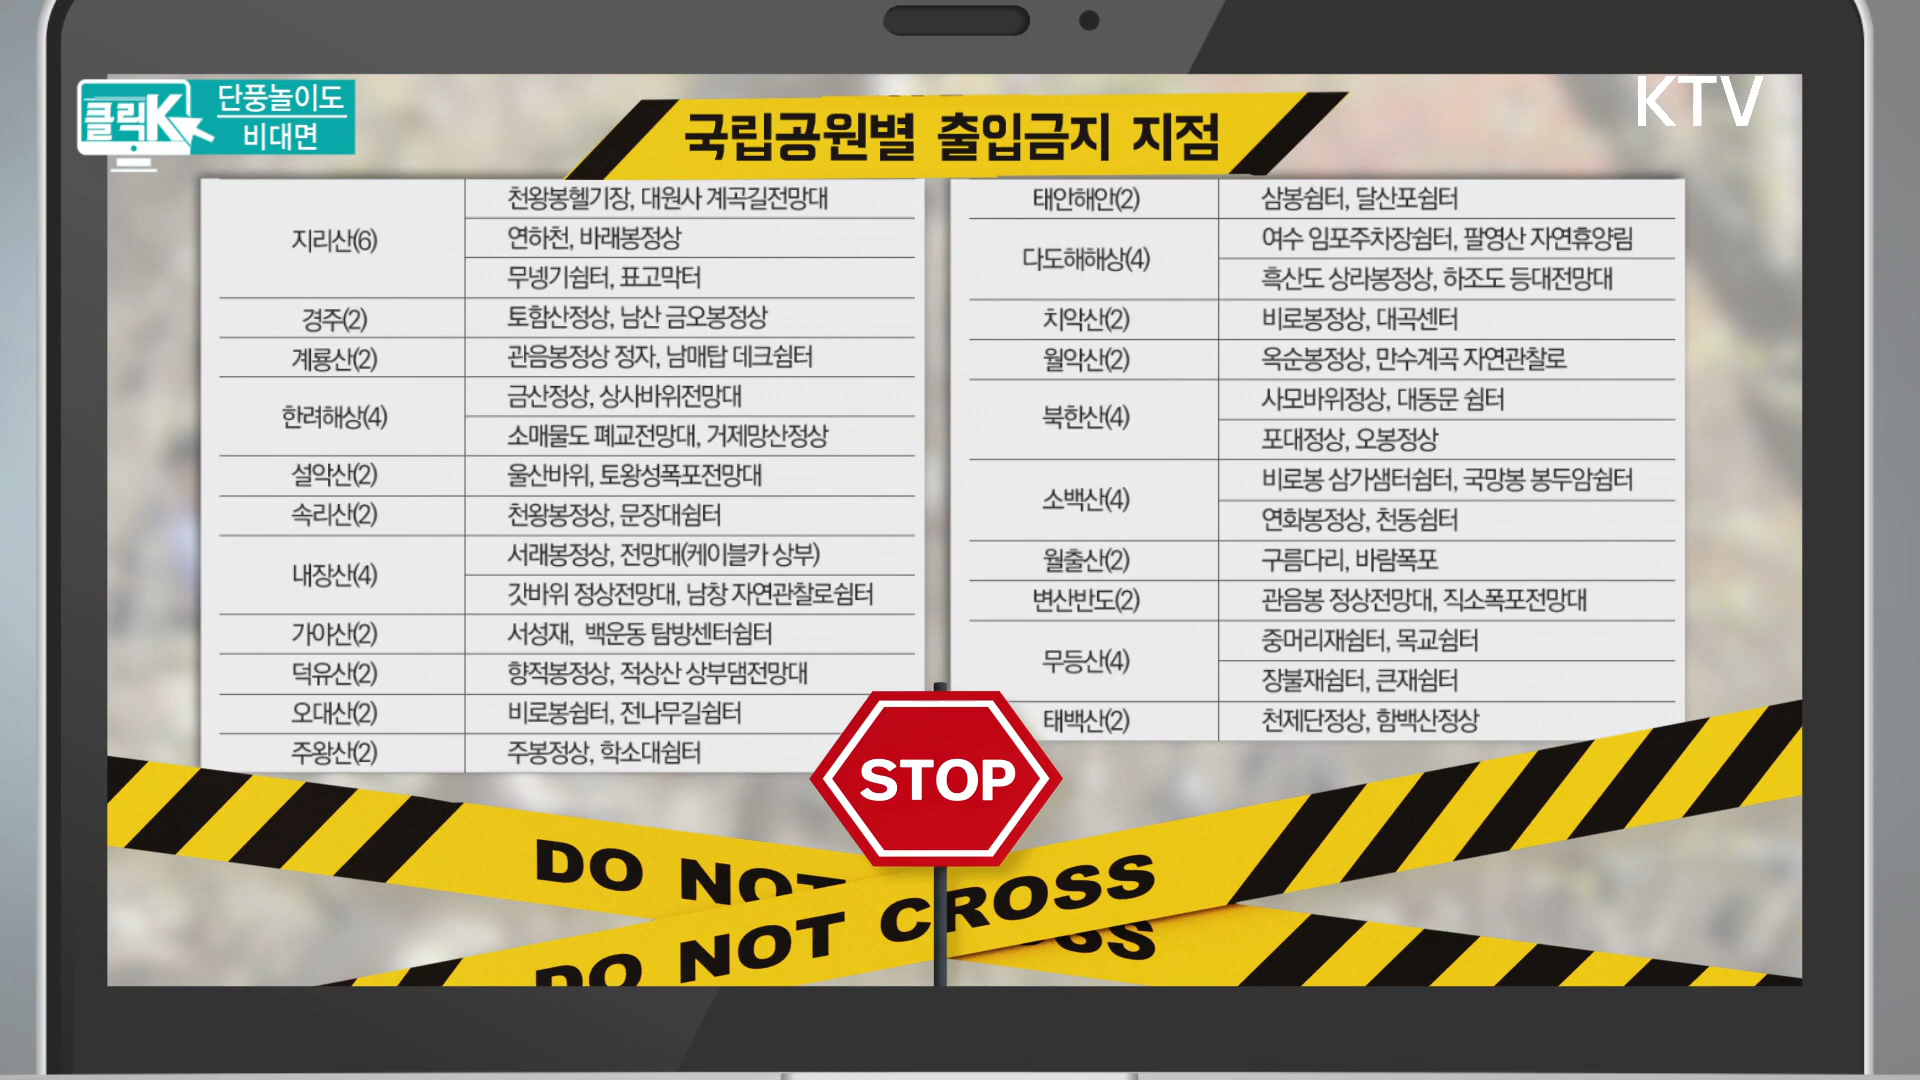 클릭K
단풍놀이도
비대면
KTV
국립공원별 출입금지 지점
지리산(6)
천왕봉헬기장, 대원사 계곡길전망대
연하천, 바래봉정상
무넹기쉼터, 표고막터
경주(2)
토함산정상, 남산 금오봉정상
계룡산(2)
관음봉정상 정자, 남매탑 데크쉼터
한려해상(4)
금산정상, 상사바위전망대
소매물도 폐교전망대, 거제망산정상
설악산(2)
울산바위, 토왕성폭포전망대
속리산(2)
천왕봉정상, 문장대쉼터
내장산(4)
서래봉정상, 전망대(케이블카 상부)
갓바위 정상전망대, 남창 자연관찰로쉼터
가야산(2)
서성재, 백운동 탐방센터쉼터
덕유산(2)
향적봉정상, 적상산 상부댐전망대
오대산(2)
비로봉쉼터, 전나무길쉼터
주왕산(2)
주봉정상, 학소대쉼터
태안해안(2)
삼봉쉼터, 달산포쉼터
다도해해상(4)
여수 임포주차장쉼터, 팔영산 자연휴양림
흑산도 상라봉정상, 하조도 등대전망대
치악산(2)
비로봉정상, 대곡센터
월악산(2)
옥순봉정상, 만수계곡 자연관찰로
북한산(4)
사모바위정상, 대동문 쉼터
포대정상, 오봉정상
소백산(4)
비로봉 삼가샘터쉼터, 국망봉 봉두암쉼터
연화봉정상, 천동쉼터
월출산(2)
구름다리, 바람폭포
변산반도(2)
관음봉 정상전망대, 직소폭포전망대
무등산(4)
중머리재쉼터, 목교쉼터
장불재쉼터, 큰재쉼터
태백산(2)
천제단정상, 함백산정상
STOP
DO NOT
DO NOT CROSS